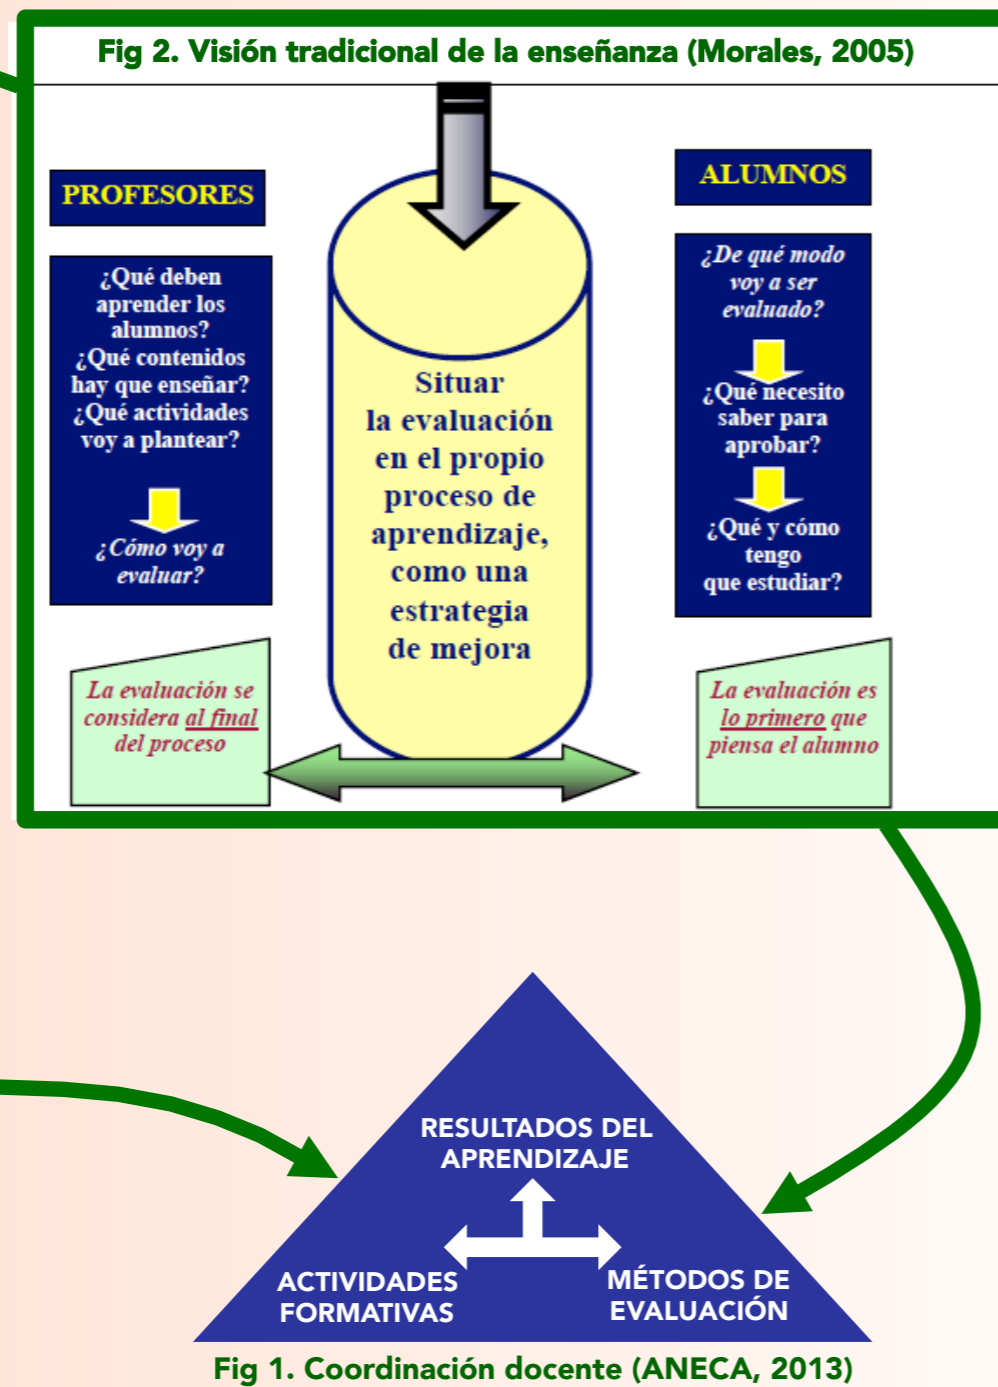 Fig 2. Visión tradicional de la enseñanza (Morales, 2005)
PROFESORES
¿Qué deben
aprender los
alumnos?
¿Qué contenidos
hay que enseñar?
¿Qué actividades
voy a plantear?
¿Cómo voy a
evaluar?
La evaluación se
considera al final
del proceso
Situar
la evaluación
en el propio
proceso de
aprendizaje,
como una
estrategia
de mejora
ALUMNOS
¿De qué modo
voy a ser
evaluado?
¿Qué necesito
saber para
aprobar?
¿Qué y cómo
tengo
que estudiar?
La evaluación es
lo primero que
piensa el alumno
RESULTADOS DEL
APRENDIZAJE
ACTIVIDADES
FORMATIVAS
MÉTODOS DE
EVALUACIÓN
Fig 1. Coordinación docente (ANECA, 2013)